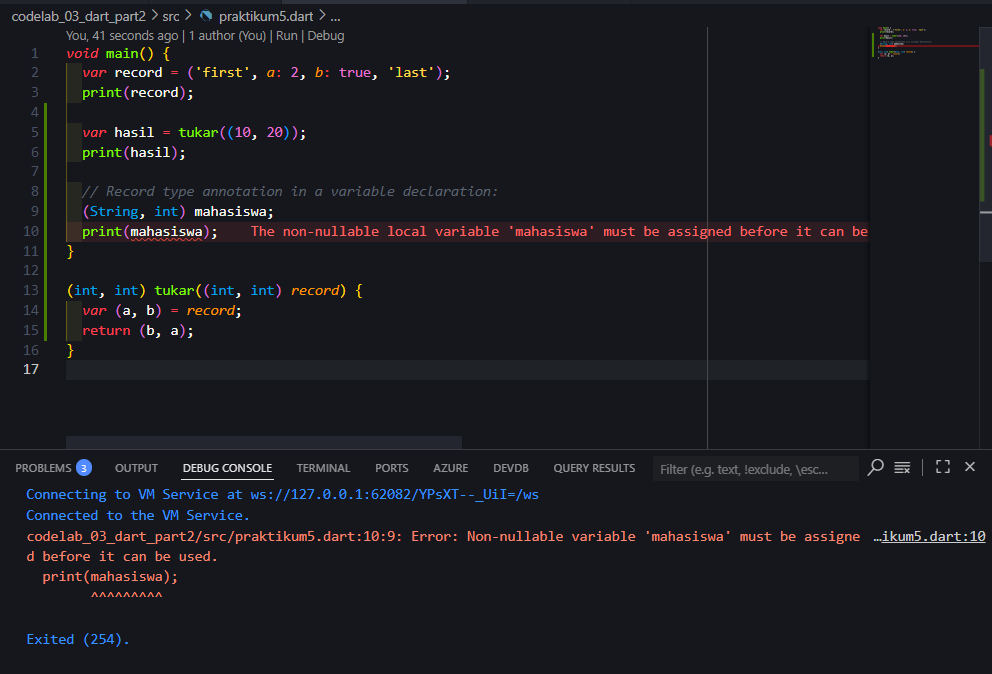 codelab_03_dart_part2 > src > praktikum5.dart > ...
You, 41 seconds ago | 1 author (You) | Run | Debug
1 void main() {
2 var record = ('first', a: 2, b: true, 'last');
3 print(record);
4
5 var hasil = tukar((10, 20));
6 print(hasil);
7
8 // Record type annotation in a variable declaration:
9 (String, int) mahasiswa;
10 print(mahasiswa); The non-nullable local variable 'mahasiswa' must be assigned before it can be
11 }
12
13 (int, int) tukar((int, int) record) {
14 var (a, b) = record;
15 return (b, a);
16 }
17
PROBLEMS 3 OUTPUT DEBUG CONSOLE TERMINAL PORTS AZURE DEVDB QUERY RESULTS Filter (e.g. text, !exclude, \esc...
Connecting to VM Service at ws://127.0.0.1:62082/YPsXT--_UiI=/ws
Connected to the VM Service.
codelab_03_dart_part2/src/praktikum5.dart:10:9: Error: Non-nullable variable 'mahasiswa' must be assigne …ikum5.dart:10
d before it can be used.
print(mahasiswa);
^^^^^^^^^
Exited (254).